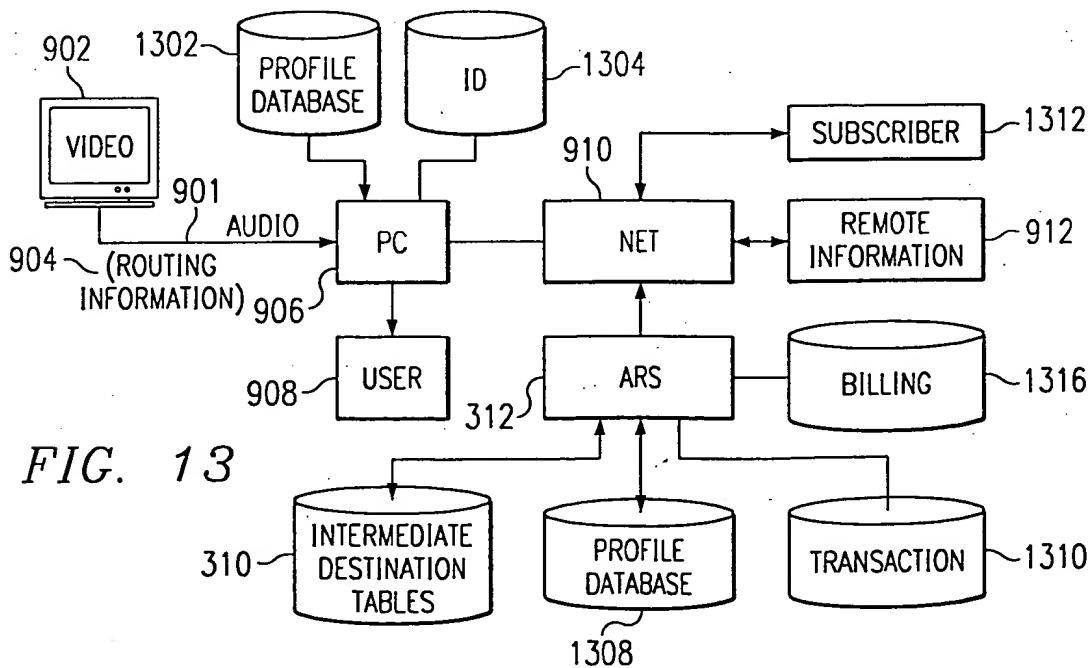 902
1302
PROFILE
DATABASE
ID
1304
VIDEO
901
AUDIO
904
(ROUTING
INFORMATION)
PC
906
910
NET
SUBSCRIBER
1312
REMOTE
INFORMATION
912
USER
908
ARS
312
BILLING
1316
FIG. 13
INTERMEDIATE
DESTINATION
TABLES
310
PROFILE
DATABASE
1308
TRANSACTION
1310